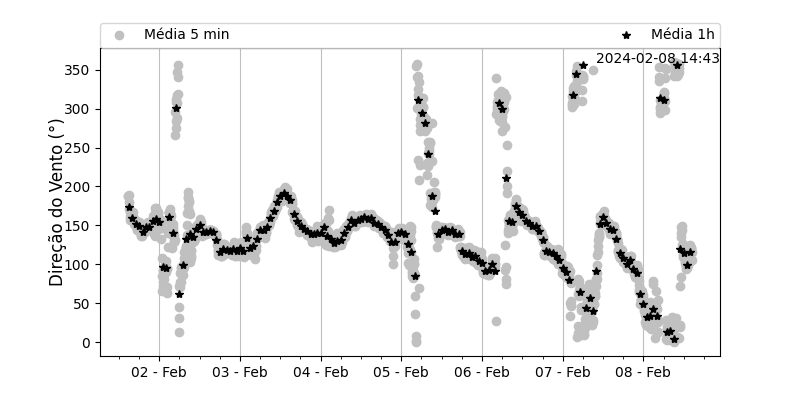 Média 5 min
Média 1h
2024-02-08 14:43
Direção do Vento (°)
350
300
250
200
150
100
50
0
02 - Feb
03 - Feb
04 - Feb
05 - Feb
06 - Feb
07 - Feb
08 - Feb